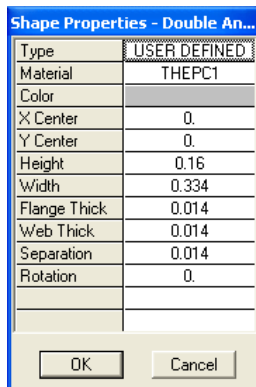 Shape Properties - Double An...
Type USER DEFINED
Material THEPC1
Color
X Center 0.
Y Center 0.
Height 0.16
Width 0.334
Flange Thick 0.014
Web Thick 0.014
Separation 0.014
Rotation 0.
OK Cancel